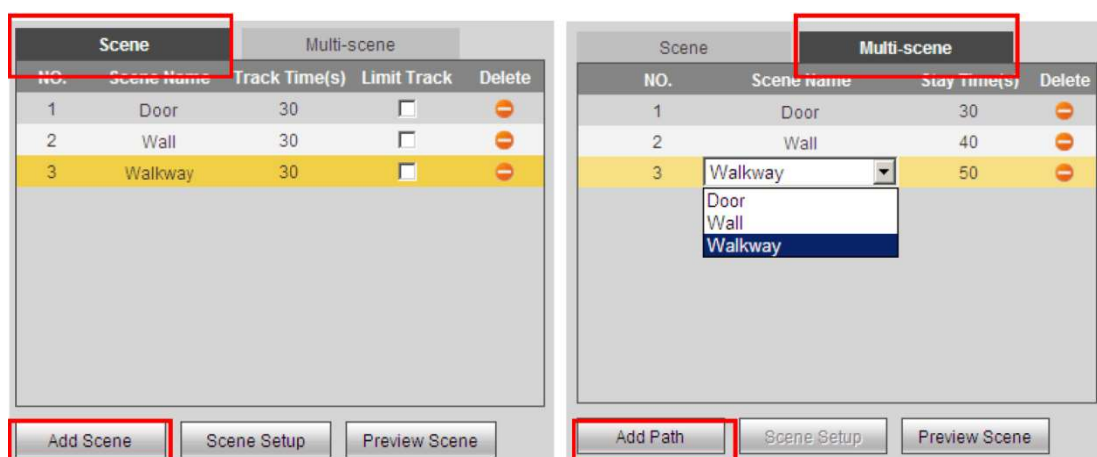 Scene Multi-scene
NO. Scene Name Track Time(s) Limit Track Delete
1 Door 30
2 Wall 30
3 Walkway 30
Add Scene Scene Setup Preview Scene
Scene Multi-scene
NO. Scene Name Stay Time(s) Delete
1 Door 30
2 Wall 40
3 Walkway 50
Door
Wall
Walkway
Add Path Scene Setup Preview Scene